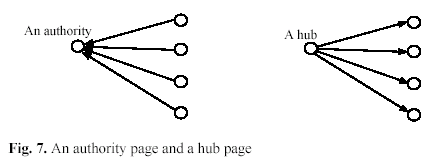 An authority
A hub
Fig. 7. An authority page and a hub page